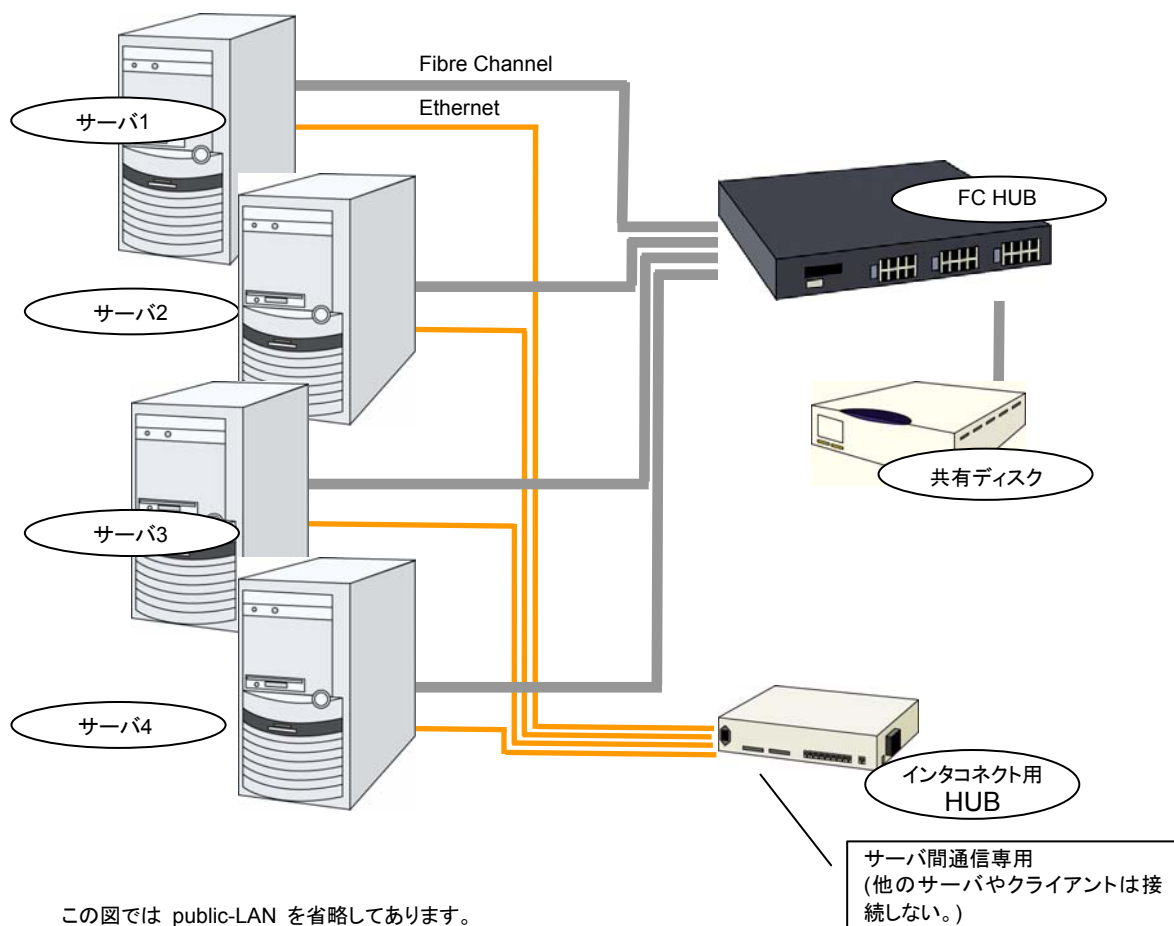 Fibre Channel
Ethernet
サーバ1
FC HUB
サーバ2
共有ディスク
サーバ3
サーバ4
インタコネクト用
HUB
サーバ間通信専用
(他のサーバやクライアントは接
続しない。)
この図では public-LAN を省略してあります。